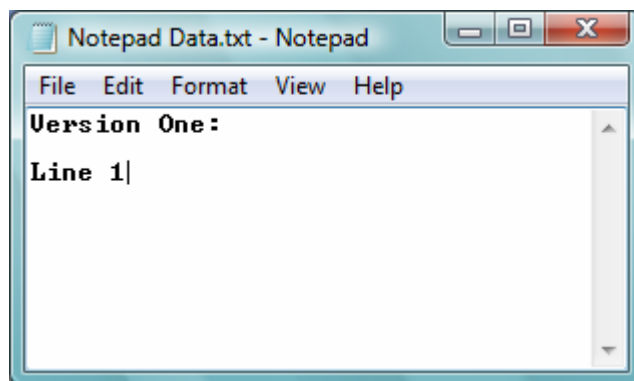 Notepad Data.txt - Notepad
File Edit Format View Help
Version One:
Line 1